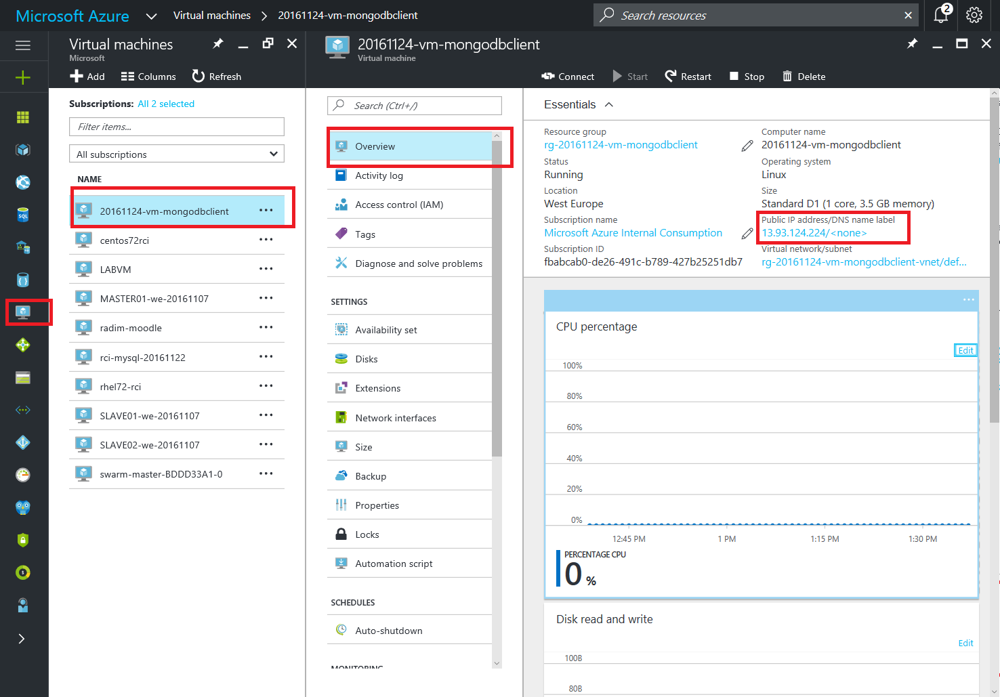 Microsoft Azure
Virtual machines
20161124-vm-mongodbclient
Search resources
2
Virtual machines
Microsoft
Add
Columns
Refresh
Subscriptions: All 2 selected
Filter items...
All subscriptions
NAME
20161124-vm-mongodbclient
centos72rci
LABVM
MASTER01-we-20161107
radim-moodle
rci-mysql-20161122
rhel72-rci
SLAVE01-we-20161107
SLAVE02-we-20161107
swarm-master-BDDD33A1-0
20161124-vm-mongodbclient
Virtual machine
Connect
Start
Restart
Stop
Delete
Search (Ctrl+/)
Overview
Activity log
Access control (IAM)
Tags
Diagnose and solve problems
SETTINGS
Availability set
Disks
Extensions
Network interfaces
Size
Backup
Properties
Locks
Automation script
SCHEDULES
Auto-shutdown
MONITORING
Essentials
Resource group
rg-20161124-vm-mongodbclient
Status
Running
Location
West Europe
Subscription name
Microsoft Azure Internal Consumption
Subscription ID
fbabcab0-de26-491c-b789-427b25251db7
Computer name
20161124-vm-mongodbclient
Operating system
Linux
Size
Standard D1 (1 core, 3.5 GB memory)
Public IP address/DNS name label
13.93.124.224/<none>
Virtual network/subnet
rg-20161124-vm-mongodbclient-vnet/def...
CPU percentage
Edit
100%
80%
60%
40%
20%
0%
12:45 PM
1 PM
1:15 PM
1:30 PM
PERCENTAGE CPU
0 %
Disk read and write
Edit
100B
80B